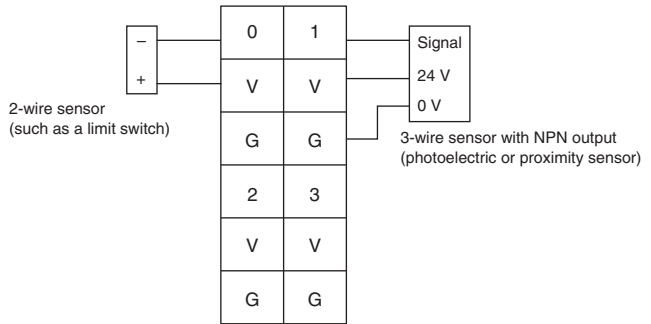 –
+
2-wire sensor
(such as a limit switch)
0 1
V V
G G
2 3
V V
G G
Signal
24 V
0 V
3-wire sensor with NPN output
(photoelectric or proximity sensor)